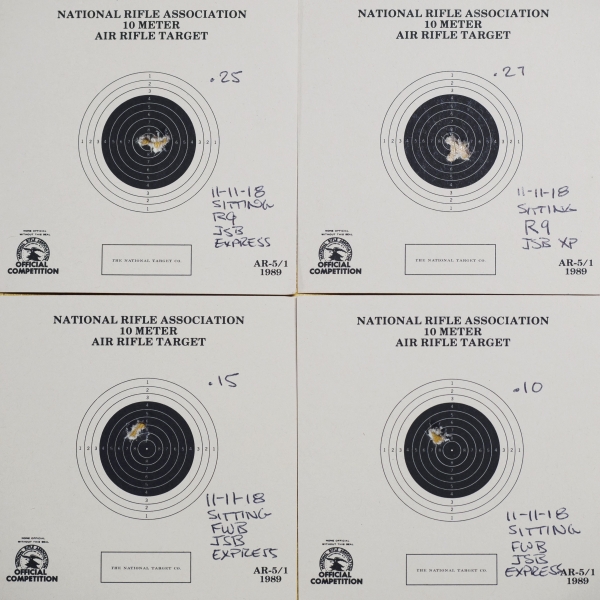 NATIONAL RIFLE ASSOCIATION
10 METER
AIR RIFLE TARGET
.25
11-11-18
SITTING
R9
JSB
EXPRESS
OFFICIAL
COMPETITION
THE NATIONAL TARGET CO.
AR-5/1
1989
NATIONAL RIFLE ASSOCIATION
10 METER
AIR RIFLE TARGET
.27
11-11-18
SITTING
R9
JSB XP
OFFICIAL
COMPETITION
THE NATIONAL TARGET CO.
AR-5/1
1989
NATIONAL RIFLE ASSOCIATION
10 METER
AIR RIFLE TARGET
.15
11-11-18
SITTING
FWB
JSB
EXPRESS
OFFICIAL
COMPETITION
THE NATIONAL TARGET CO.
AR-5/1
1989
NATIONAL RIFLE ASSOCIATION
10 METER
AIR RIFLE TARGET
.10
11-11-18
SITTING
FWB
JSB
EXPRESS
OFFICIAL
COMPETITION
THE NATIONAL TARGET CO.
AR-5/1
1989